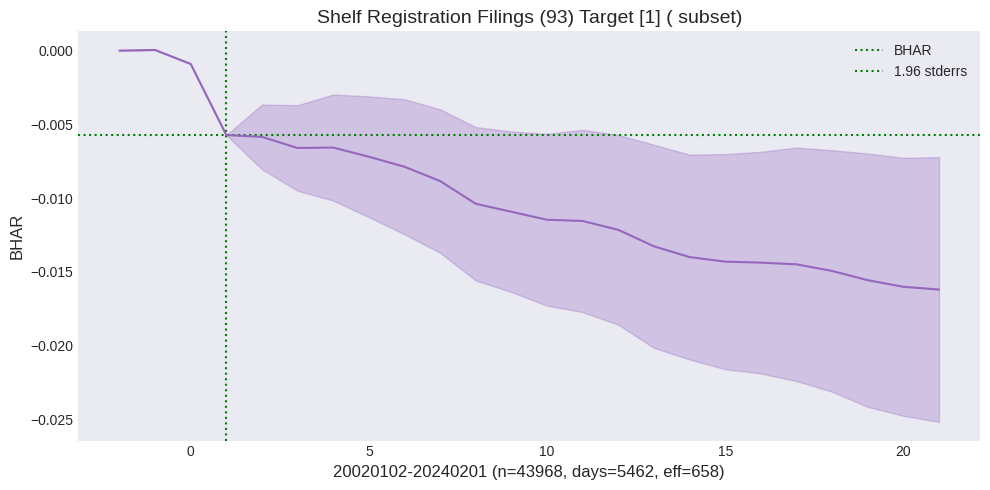 Shelf Registration Filings (93) Target [1] ( subset)
BHAR
1.96 stderrs
0.000
−0.005
−0.010
−0.015
−0.020
−0.025
BHAR
0 5 10 15 20
20020102-20240201 (n=43968, days=5462, eff=658)